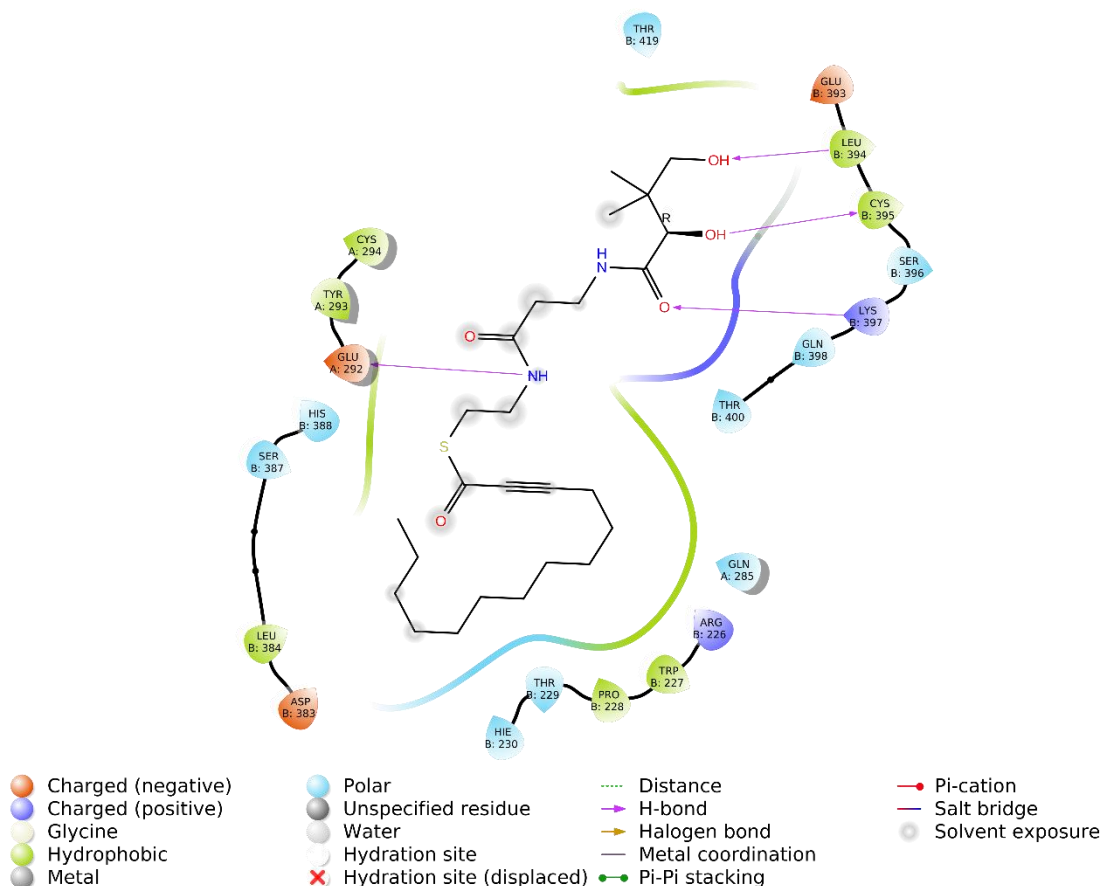 THR
B: 419
GLU
B: 393
LEU
B: 394
OH
CYS
B: 395
R
OH
SER
B: 396
CYS
A: 294
H
N
LYS
B: 397
TYR
A: 293
O
O
GLN
B: 398
GLU
A: 292
NH
THR
B: 400
HIS
B: 388
S
SER
B: 387
O
GLN
A: 285
ARG
B: 226
LEU
B: 384
TRP
B: 227
THR
B: 229
PRO
B: 228
ASP
B: 383
HIE
B: 230
Charged (negative)
Charged (positive)
Glycine
Hydrophobic
Metal
Polar
Unspecified residue
Water
Hydration site
Hydration site (displaced)
Distance
H-bond
Halogen bond
Metal coordination
Pi-Pi stacking
Pi-cation
Salt bridge
Solvent exposure